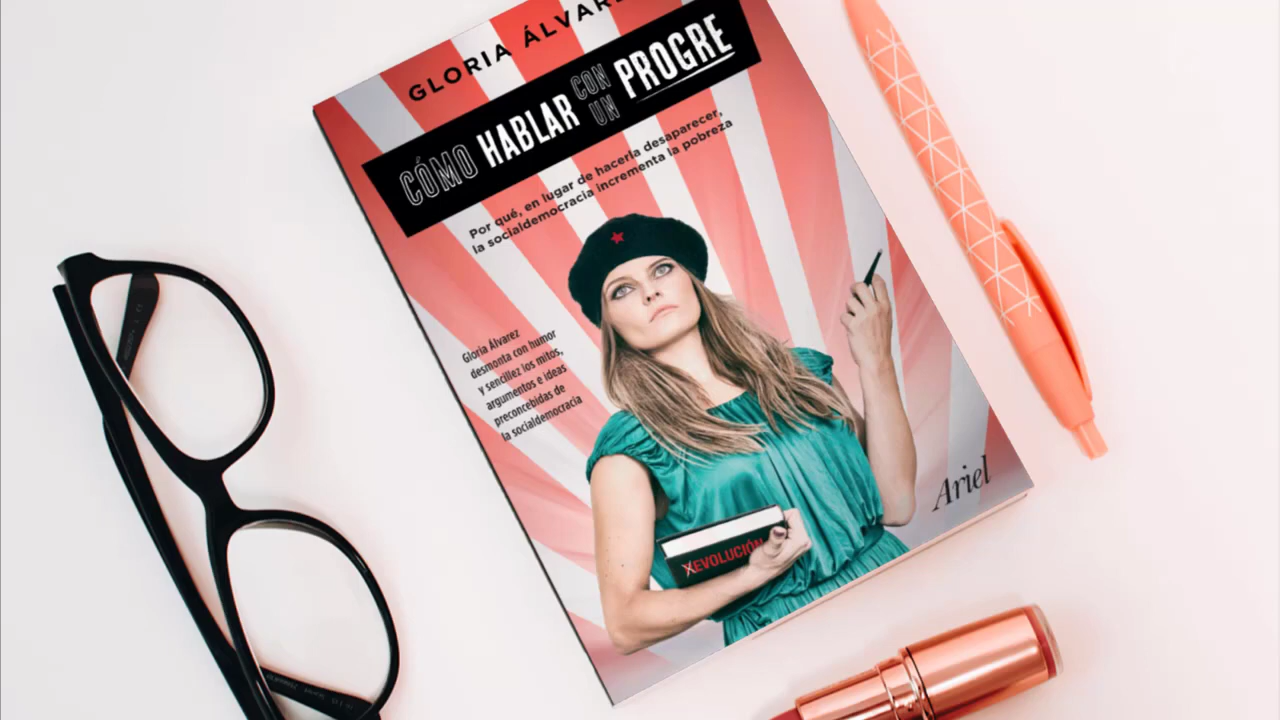 GLORIA ÁLVAREZ
CÓMO HABLAR CON UN PROGRE
Por qué, en lugar de hacerla desaparecer,
la socialdemocracia incrementa la pobreza
Gloria Álvarez
desmonta con humor
y sencillez los mitos,
argumentos e ideas
preconcebidas de
la socialdemocracia
XEVOLUCIÓN
Ariel